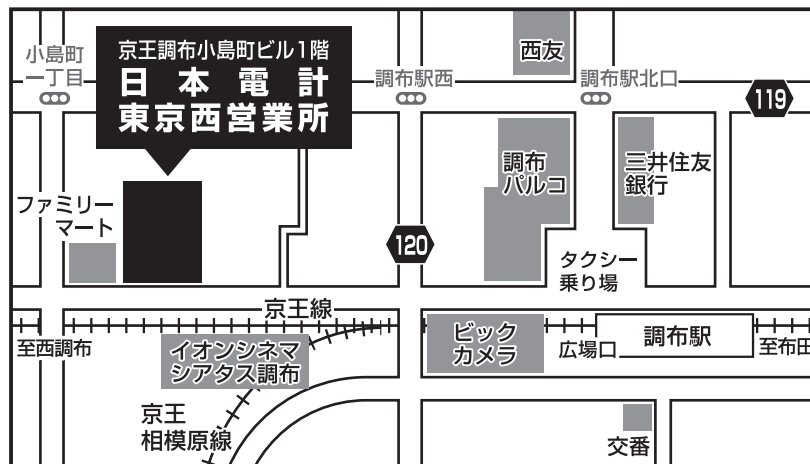 京王調布小島町ビル1階
日本電計
東京西営業所
小島町
一丁目
調布駅西
西友
調布駅北口
119
調布
パルコ
三井住友
銀行
ファミリー
マート
120
タクシー
乗り場
京王線
至西調布
イオンシネマ
シアタス調布
ビック
カメラ
広場口
調布駅
至布田
京王
相模原線
交番